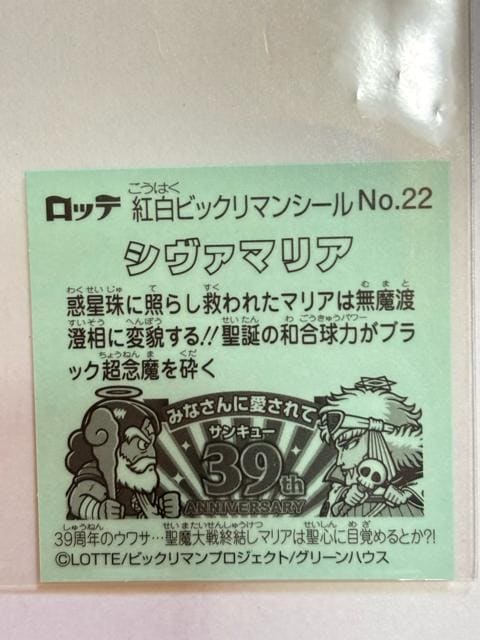 ロッテ 紅白ビックリマンシール No.22
こうはく
シヴァマリア
わくせいじゅ て すく む ま と
惑星珠に照らし救われたマリアは無魔渡
すいそう へんぼう せいたん わ ごうきゅうパワー
澄相に変貌する!!聖誕の和合球力がブラ
ちょうねん ま くだ
ック超念魔を砕く
みなさんに愛されて
サンキュー
39th
ANNIVERSARY
しゅうねん せい ま たいせんしゅうけつ せいしん め ざ
39周年のウワサ…聖魔大戦終結しマリアは聖心に目覚めるとか?!
©LOTTE/ビックリマンプロジェクト/グリーンハウス